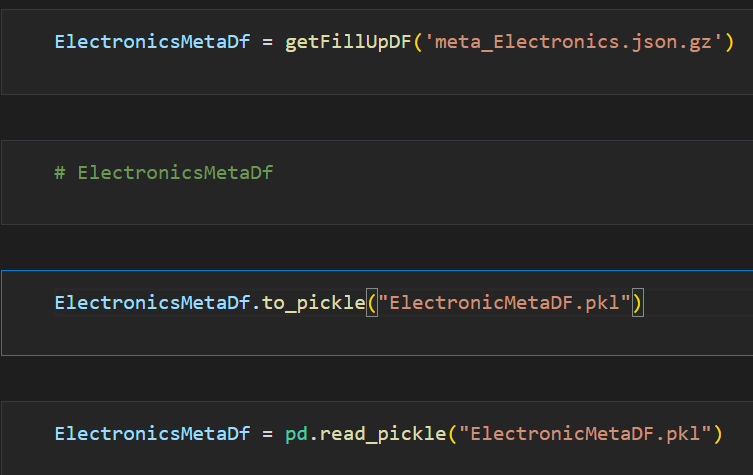 ElectronicsMetaDf = getFillUpDF('meta_Electronics.json.gz')
# ElectronicsMetaDf
ElectronicsMetaDf.to_pickle("ElectronicMetaDF.pkl")
ElectronicsMetaDf = pd.read_pickle("ElectronicMetaDF.pkl")